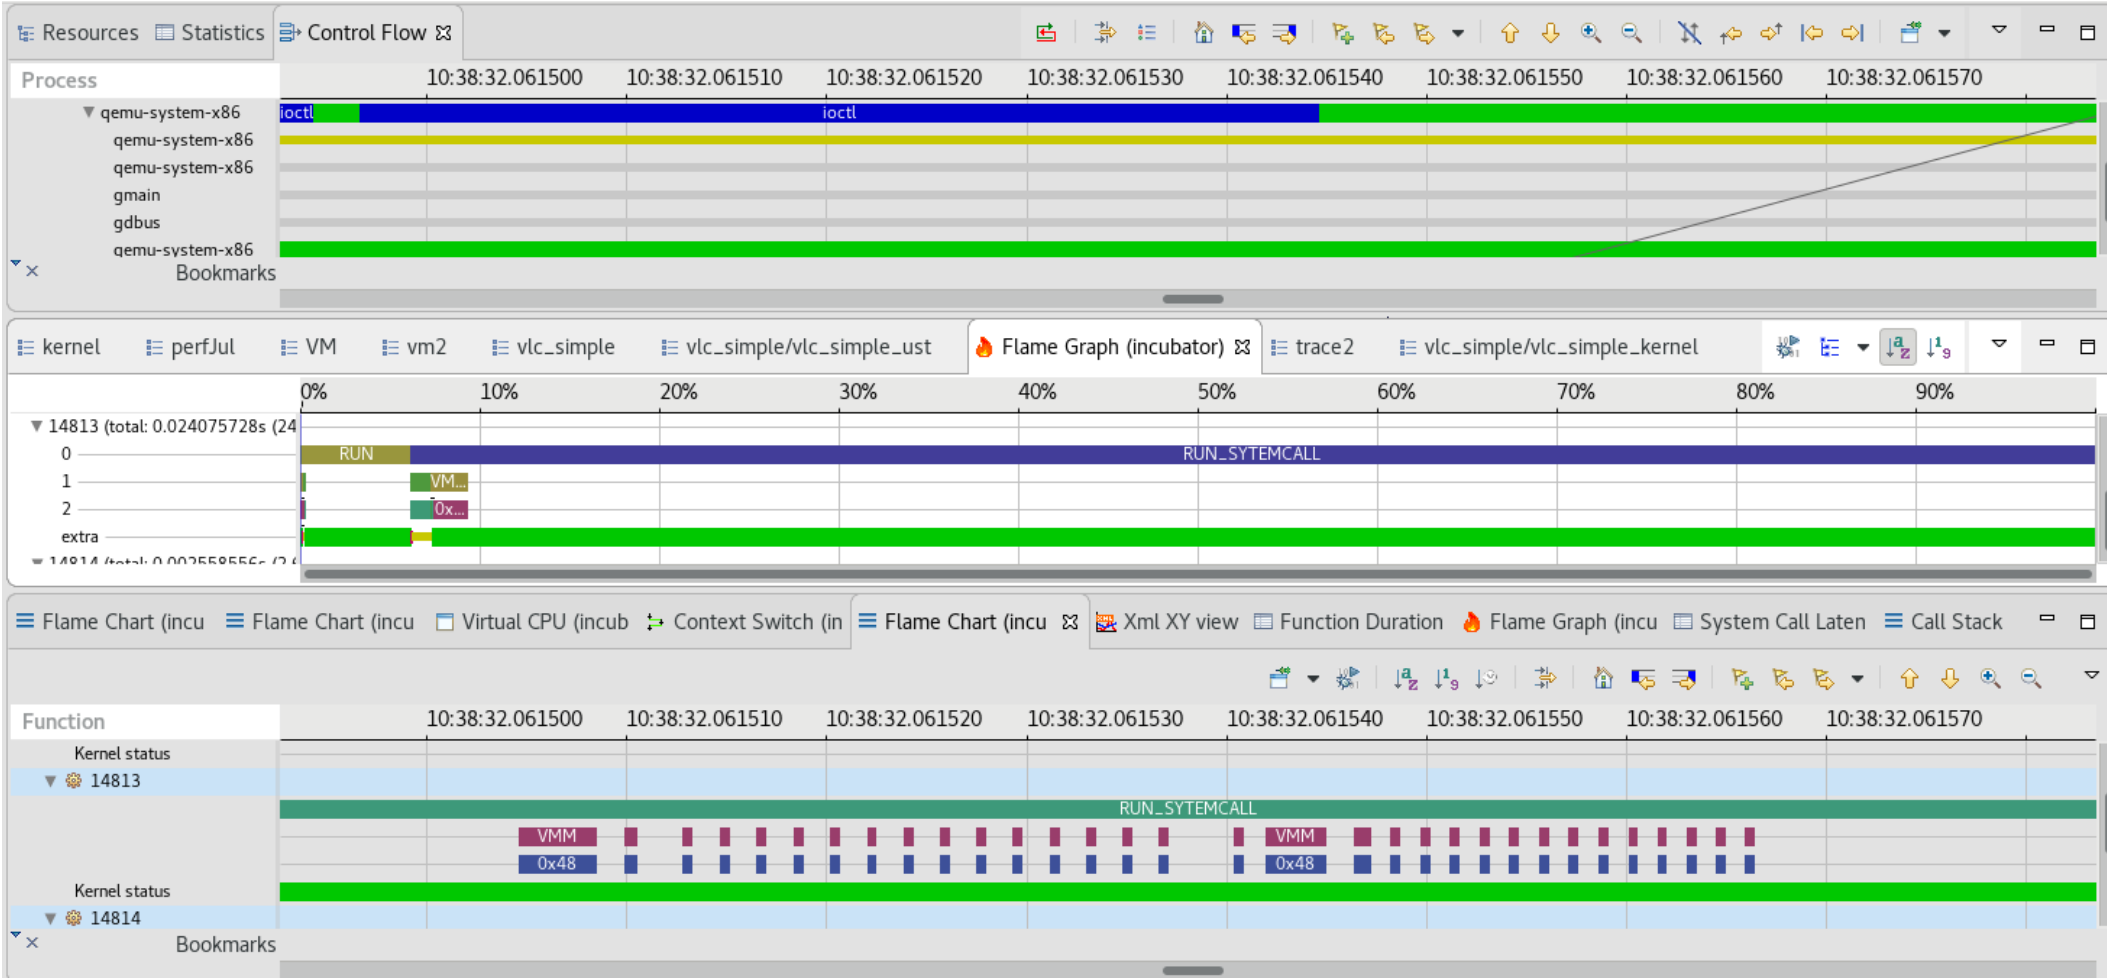 Resources Statistics Control Flow
Process 10:38:32.061500 10:38:32.061510 10:38:32.061520 10:38:32.061530 10:38:32.061540 10:38:32.061550 10:38:32.061560 10:38:32.061570
qemu-system-x86 ioctl ioctl
qemu-system-x86
qemu-system-x86
gmain
gdbus
qemu-system-x86
Bookmarks
kernel perfJul VM vm2 vlc_simple vlc_simple/vlc_simple_ust Flame Graph (incubator) trace2 vlc_simple/vlc_simple_kernel
0% 10% 20% 30% 40% 50% 60% 70% 80% 90%
14813 (total: 0.024075728s (24
0 RUN RUN_SYTEMCALL
1 VM...
2 0x...
extra
14814 (total: 0.002558556s (2.6
Flame Chart (incu Flame Chart (incu Virtual CPU (incub Context Switch (in Flame Chart (incu Xml XY view Function Duration Flame Graph (incu System Call Laten Call Stack
Function 10:38:32.061500 10:38:32.061510 10:38:32.061520 10:38:32.061530 10:38:32.061540 10:38:32.061550 10:38:32.061560 10:38:32.061570
Kernel status
14813
RUN_SYTEMCALL
VMM VMM
0x48 0x48
Kernel status
14814
Bookmarks